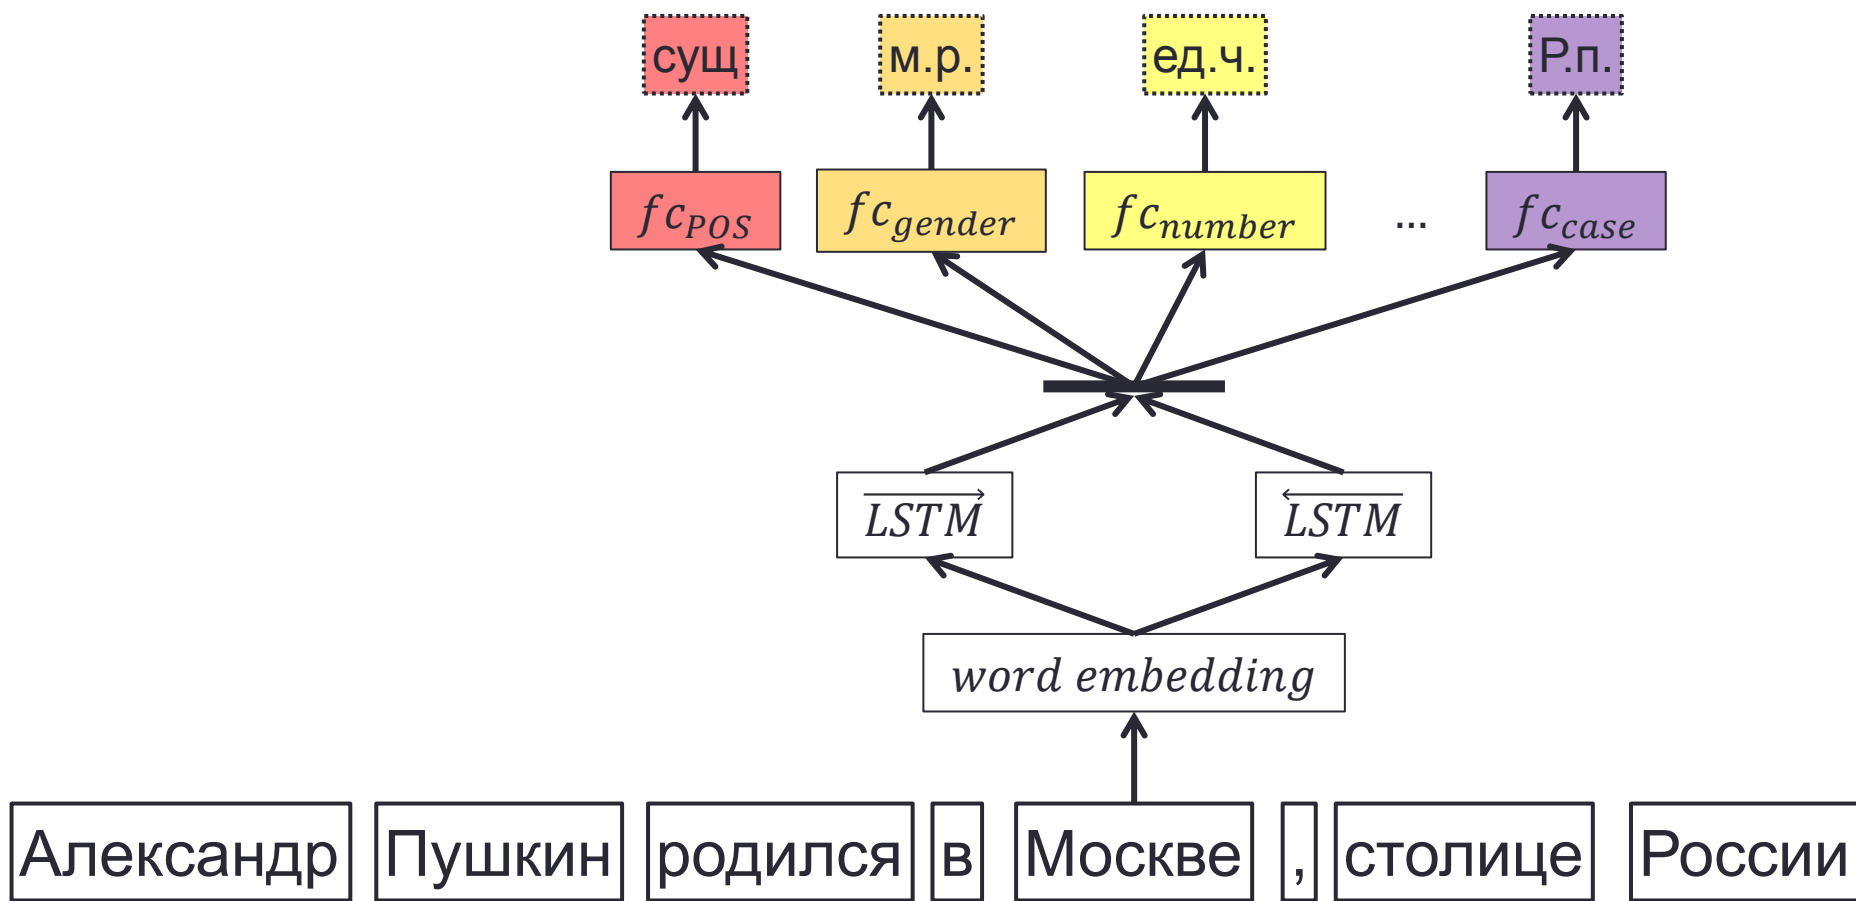 сущ м.р. ед.ч. Р.п.
fc_POS fc_gender fc_number ... fc_case
LSTM LSTM
word embedding
Александр Пушкин родился в Москве , столице России